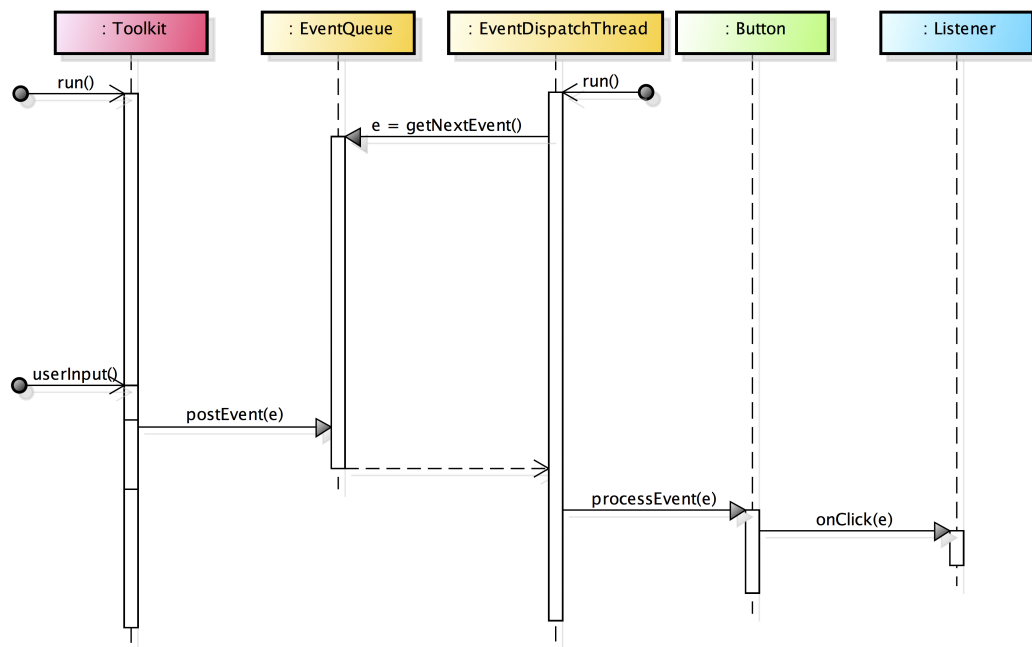 : Toolkit
: EventQueue
: EventDispatchThread
: Button
: Listener
run()
run()
e = getNextEvent()
userInput()
postEvent(e)
processEvent(e)
onClick(e)